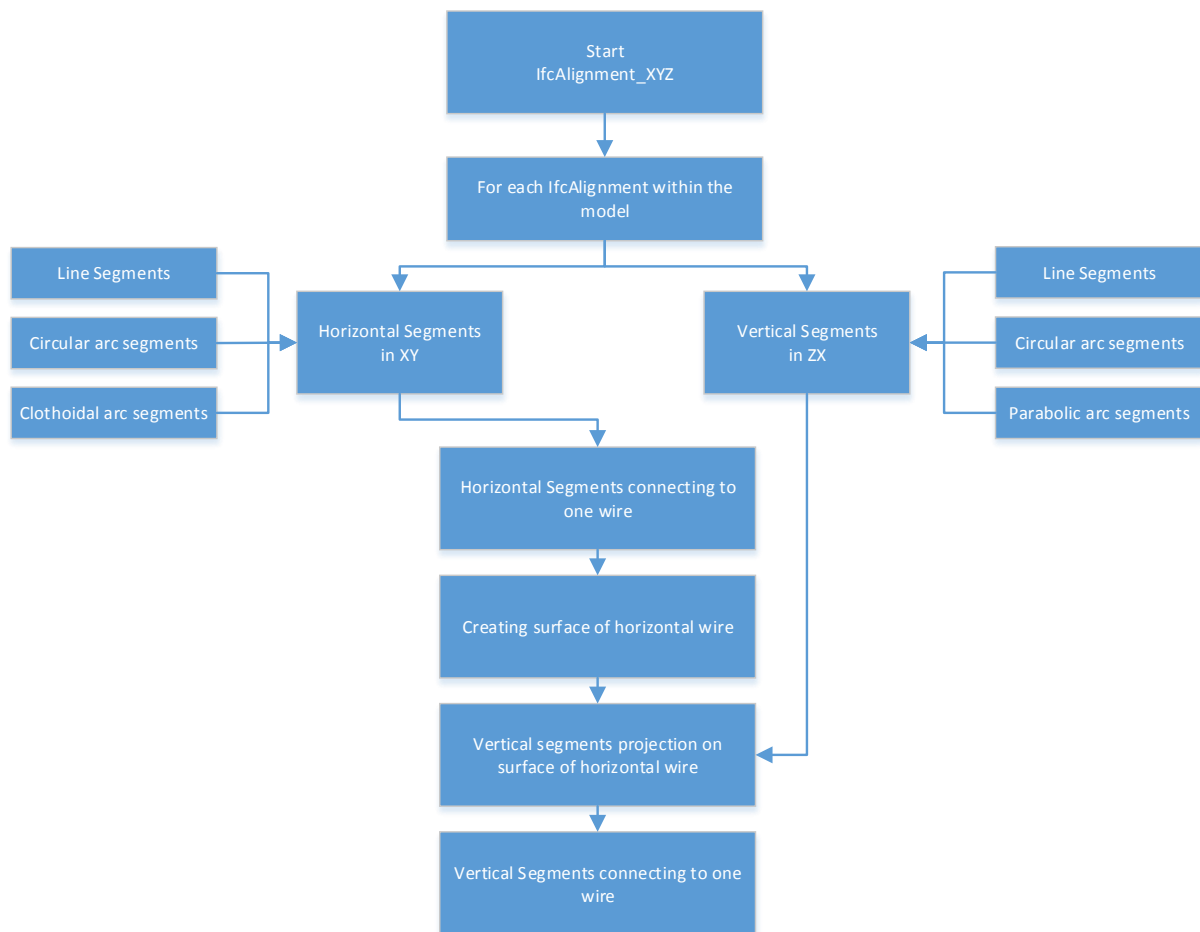 Start
IfcAlignment_XYZ
For each IfcAlignment within the
model
Line Segments
Circular arc segments
Clothoidal arc segments
Horizontal Segments
in XY
Vertical Segments
in ZX
Line Segments
Circular arc segments
Parabolic arc segments
Horizontal Segments connecting to
one wire
Creating surface of horizontal wire
Vertical segments projection on
surface of horizontal wire
Vertical Segments connecting to one
wire